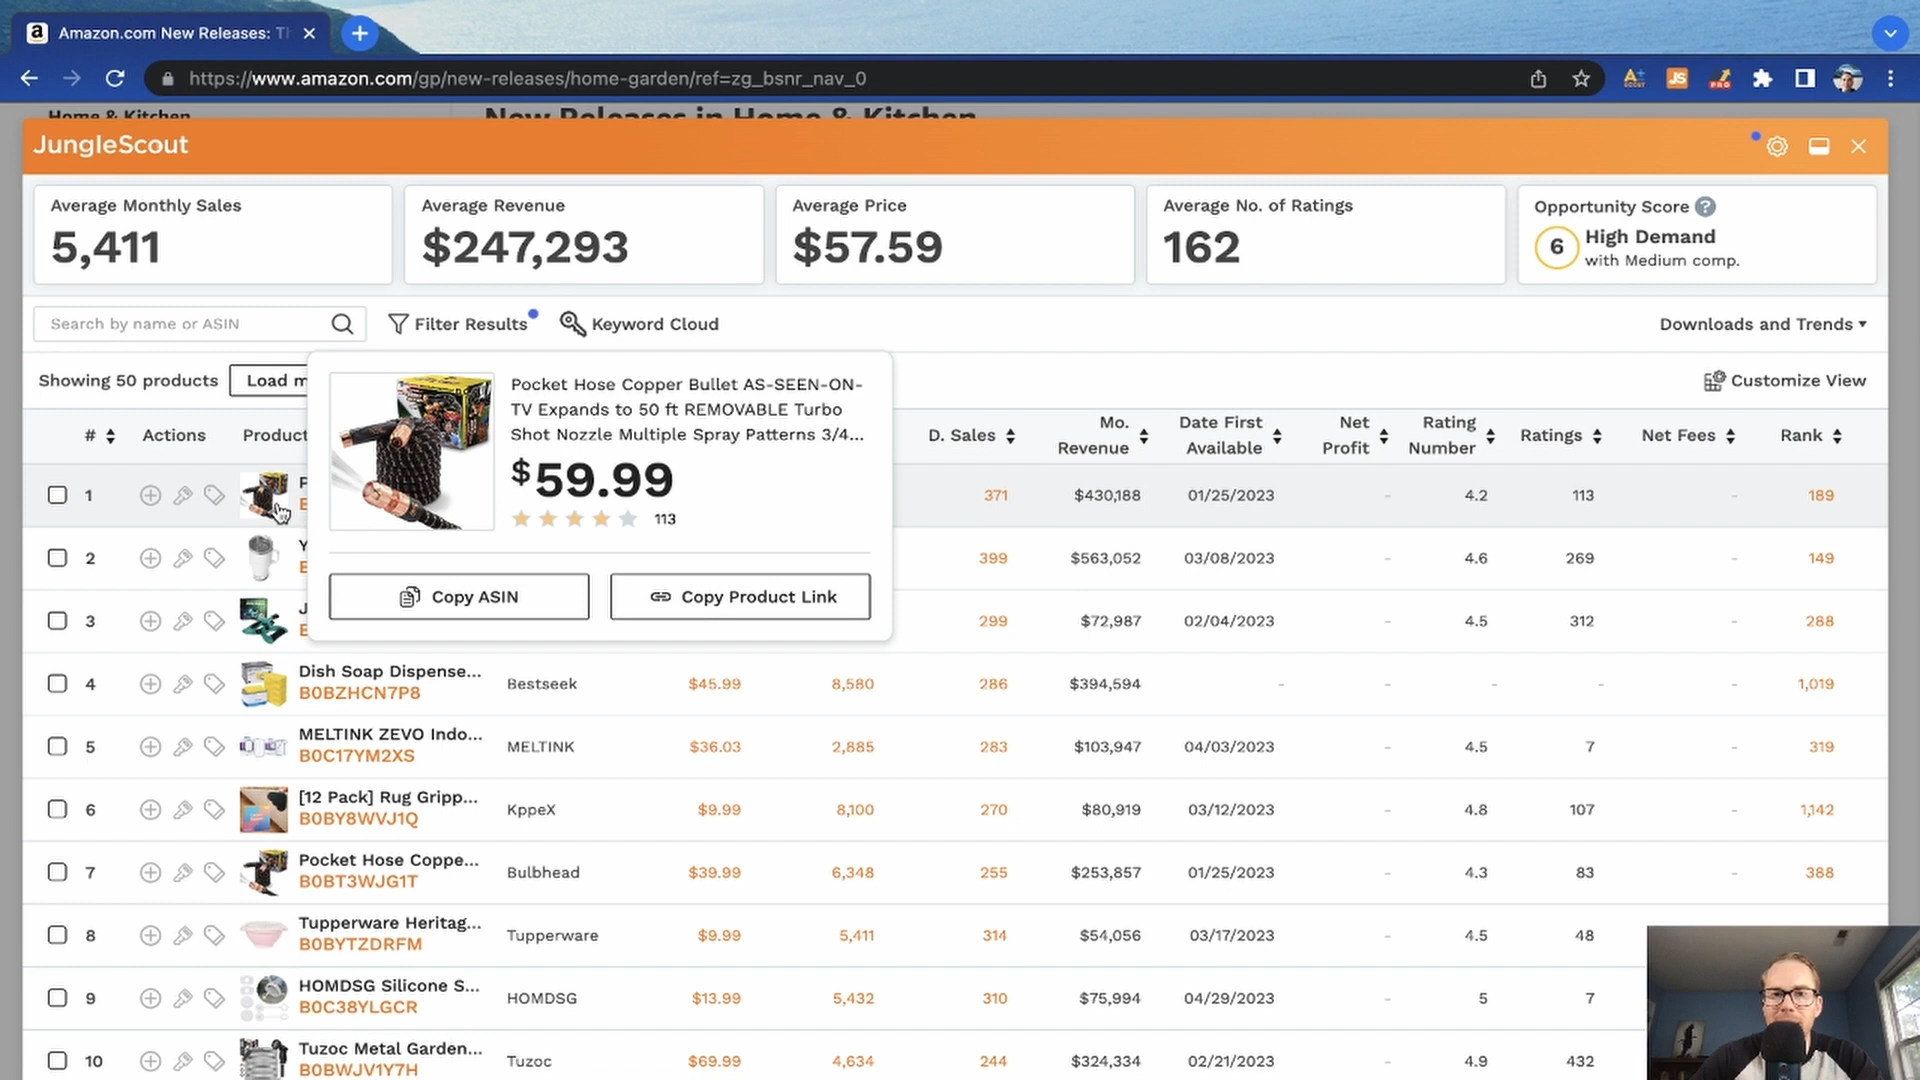 Amazon.com New Releases: Th
https://www.amazon.com/gp/new-releases/home-garden/ref=zg_bsnr_nav_0
A+
SCOUT
JS
PRO
Home & Kitchen
New Releases in Home & Kitchen
JungleScout
Average Monthly Sales
5,411
Average Revenue
$247,293
Average Price
$57.59
Average No. of Ratings
162
Opportunity Score ?
6
High Demand
with Medium comp.
Search by name or ASIN
Filter Results
Keyword Cloud
Downloads and Trends
Showing 50 products
Load m
Customize View
Pocket Hose Copper Bullet AS-SEEN-ON-
TV Expands to 50 ft REMOVABLE Turbo
Shot Nozzle Multiple Spray Patterns 3/4...
$59.99
113
Copy ASIN
Copy Product Link
# Actions Product D. Sales Mo. Revenue Date First Available Net Profit Rating Number Ratings Net Fees Rank
1 P 371 $430,188 01/25/2023 - 4.2 113 - 189
2 Y 399 $563,052 03/08/2023 - 4.6 269 - 149
3 J 299 $72,987 02/04/2023 - 4.5 312 - 288
4 Dish Soap Dispense... Bestseek $45.99 8,580 286 $394,594 - - - - - 1,019
B0BZHCN7P8
5 MELTINK ZEVO Indo... MELTINK $36.03 2,885 283 $103,947 04/03/2023 - 4.5 7 - 319
B0C17YM2XS
6 [12 Pack] Rug Gripp... KppeX $9.99 8,100 270 $80,919 03/12/2023 - 4.8 107 - 1,142
B0BY8WVJ1Q
7 Pocket Hose Coppe... Bulbhead $39.99 6,348 255 $253,857 01/25/2023 - 4.3 83 - 388
B0BT3WJG1T
8 Tupperware Heritag... Tupperware $9.99 5,411 314 $54,056 03/17/2023 - 4.5 48
B0BYTZDRFM
9 HOMDSG Silicone S... HOMDSG $13.99 5,432 310 $75,994 04/29/2023 - 5 7
B0C38YLGCR
10 Tuzoc Metal Garden... Tuzoc $69.99 4,634 244 $324,334 02/21/2023 - 4.9 432
B0BWJV1Y7H